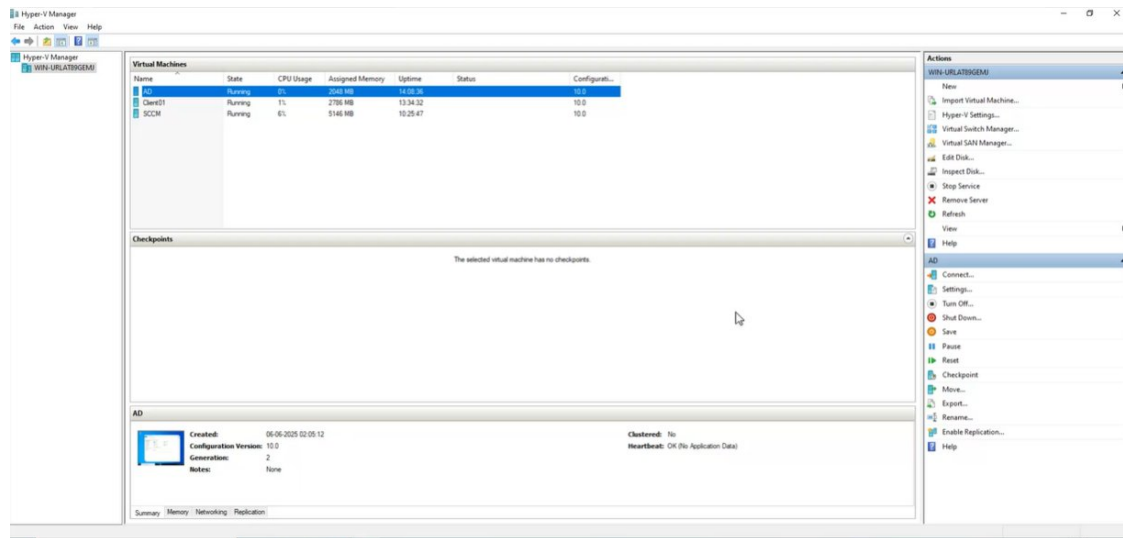 Hyper-V Manager
File Action View Help
Hyper-V Manager
WIN-URLAT89GEMJ
Virtual Machines
Name State CPU Usage Assigned Memory Uptime Status Configurati...
AD Running 0% 2048 MB 14:08:36 10.0
Client01 Running 1% 2786 MB 13:34:32 10.0
SCCM Running 6% 5146 MB 10:25:47 10.0
Checkpoints
The selected virtual machine has no checkpoints.
AD
Created: 06-06-2025 02:05:12 Clustered: No
Configuration Version: 10.0 Heartbeat: OK (No Application Data)
Generation: 2
Notes: None
Summary Memory Networking Replication
Actions
WIN-URLAT89GEMJ
New
Import Virtual Machine...
Hyper-V Settings...
Virtual Switch Manager...
Virtual SAN Manager...
Edit Disk...
Inspect Disk...
Stop Service
Remove Server
Refresh
View
Help
AD
Connect...
Settings...
Turn Off...
Shut Down...
Save
Pause
Reset
Checkpoint
Move...
Export...
Rename...
Enable Replication...
Help